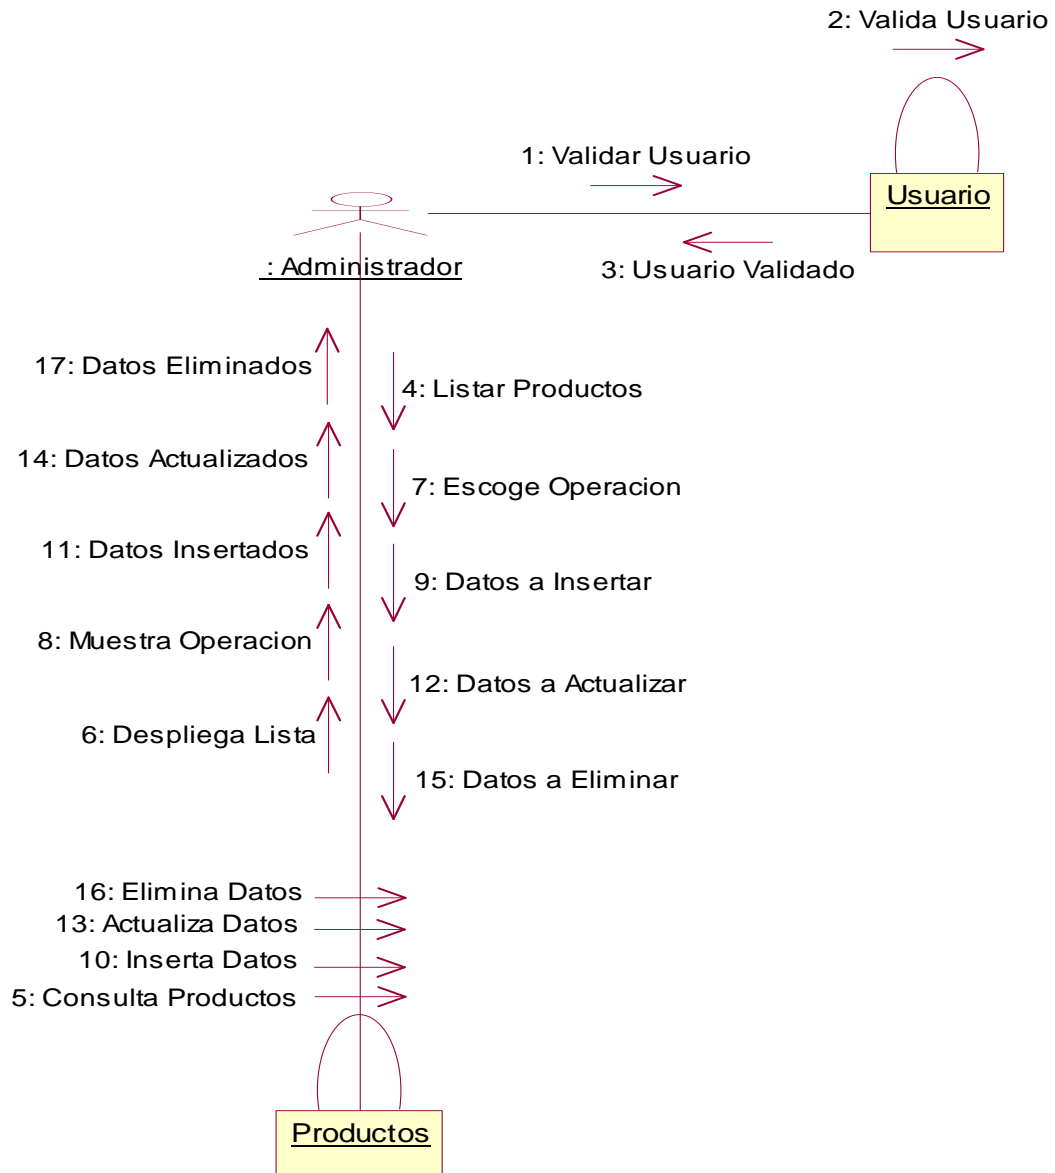 2: Valida Usuario
1: Validar Usuario
Usuario
3: Usuario Validado
: Administrador
17: Datos Eliminados
4: Listar Productos
14: Datos Actualizados
7: Escoge Operacion
11: Datos Insertados
9: Datos a Insertar
8: Muestra Operacion
12: Datos a Actualizar
6: Despliega Lista
15: Datos a Eliminar
16: Elimina Datos
13: Actualiza Datos
10: Inserta Datos
5: Consulta Productos
Productos